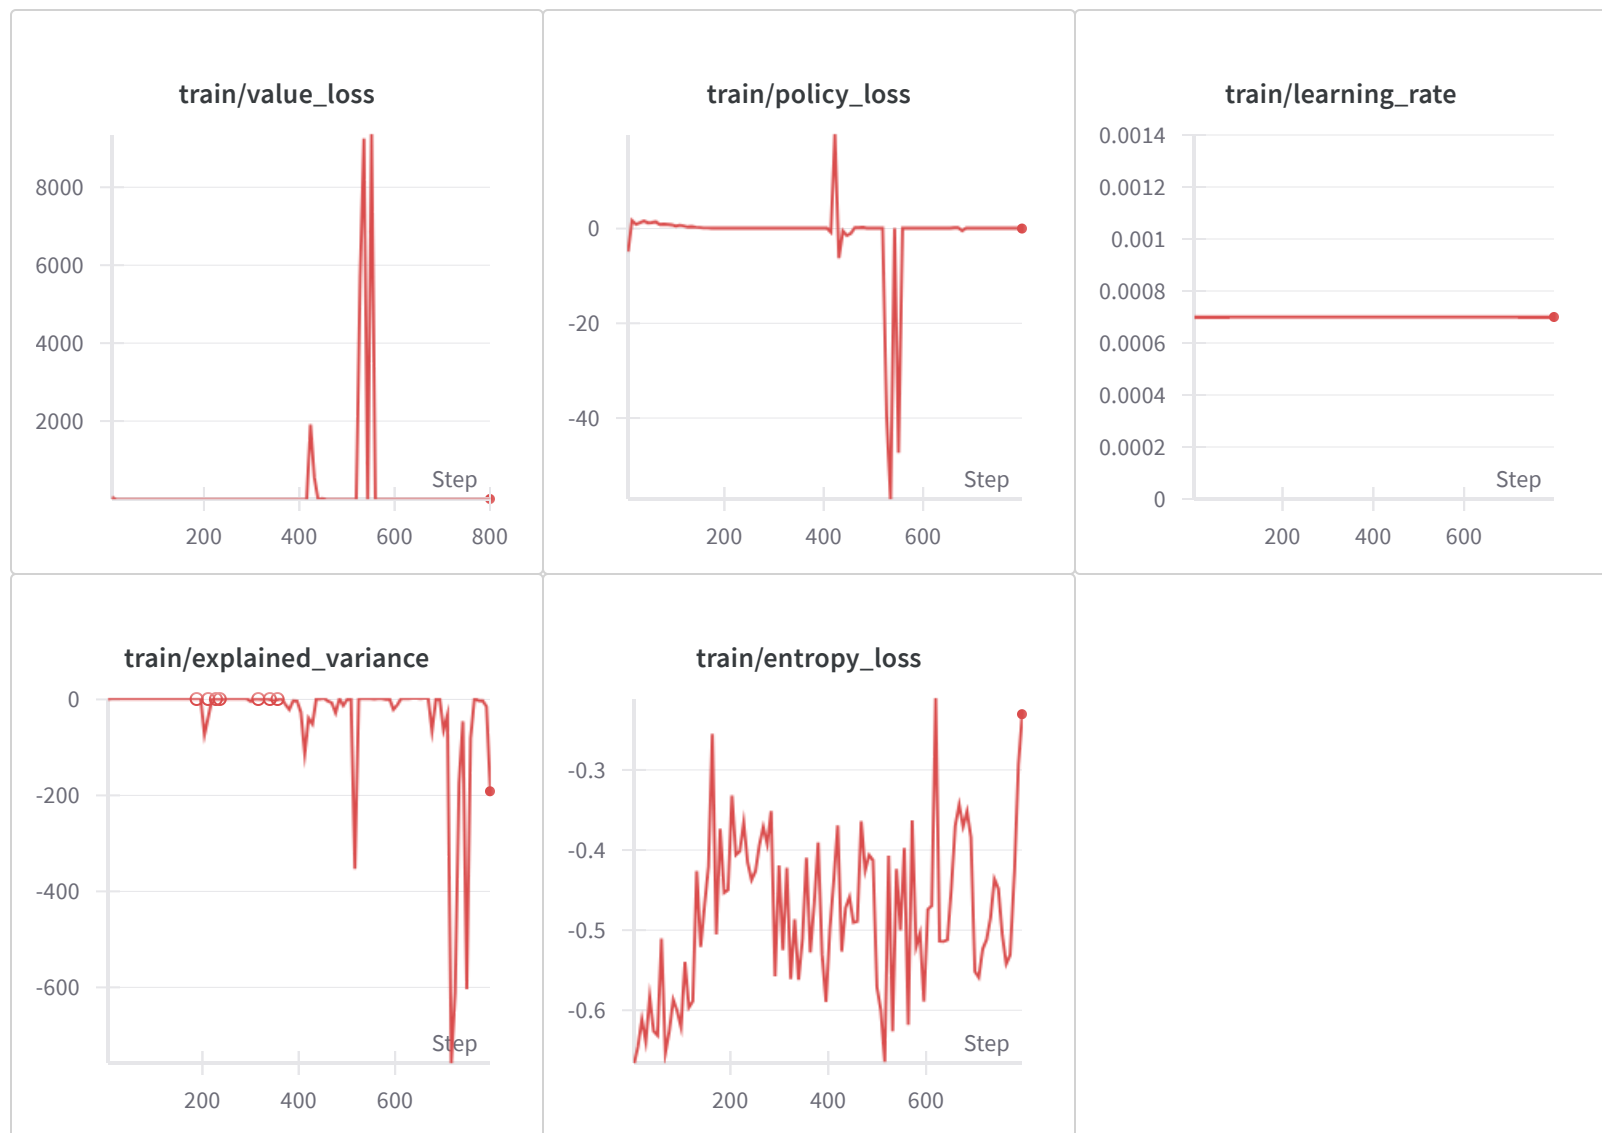 train/value_loss
8000
6000
4000
2000
Step
200 400 600 800
train/policy_loss
0
-20
-40
Step
200 400 600
train/learning_rate
0.0014
0.0012
0.001
0.0008
0.0006
0.0004
0.0002
0
Step
200 400 600
train/explained_variance
0
-200
-400
-600
Step
200 400 600
train/entropy_loss
-0.3
-0.4
-0.5
-0.6
Step
200 400 600